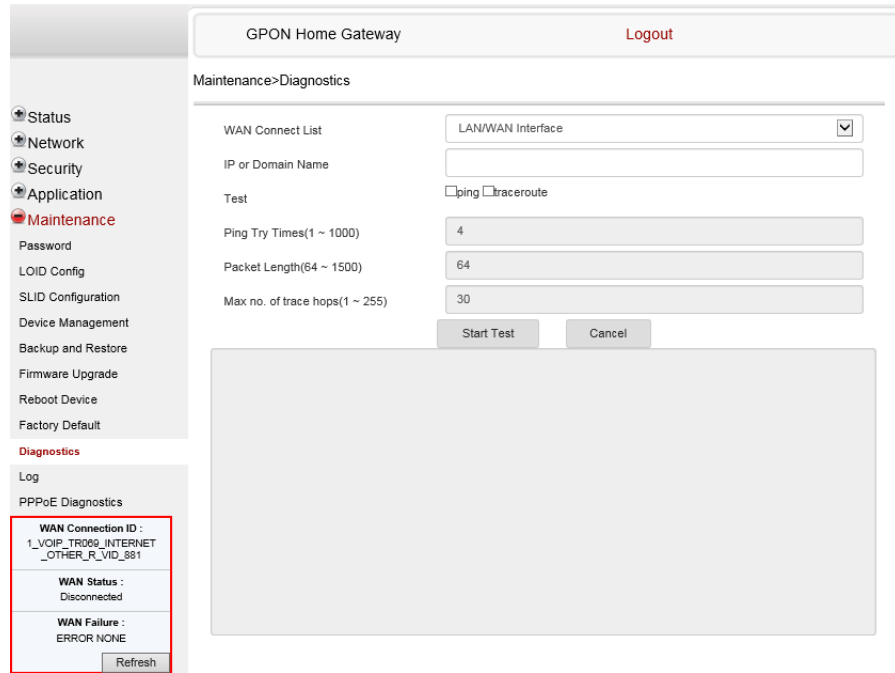 GPON Home Gateway
Logout
Maintenance>Diagnostics
Status
Network
Security
Application
Maintenance
Password
LOID Config
SLID Configuration
Device Management
Backup and Restore
Firmware Upgrade
Reboot Device
Factory Default
Diagnostics
Log
PPPoE Diagnostics
WAN Connection ID :
1_VOIP_TR069_INTERNET
_OTHER_R_VID_881
WAN Status :
Disconnected
WAN Failure :
ERROR NONE
Refresh
WAN Connect List
LAN/WAN Interface
IP or Domain Name
Test
ping traceroute
Ping Try Times(1 ~ 1000)
4
Packet Length(64 ~ 1500)
64
Max no. of trace hops(1 ~ 255)
30
Start Test
Cancel